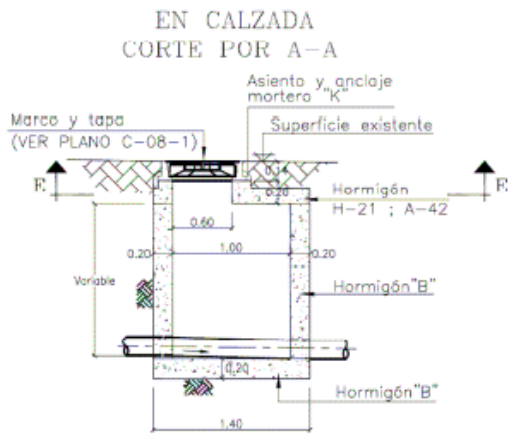 EN CALZADA
CORTE POR A-A
Asiento y anclaje
mortero "K"
Marco y tapa
(VER PLANO C-08-1)
Superficie existente
E
E
0.20
Hormigón
H-21 ; A-42
0.60
0.20
1.00
0.20
Variable
Hormigón"B"
0.20
Hormigón"B"
1.40